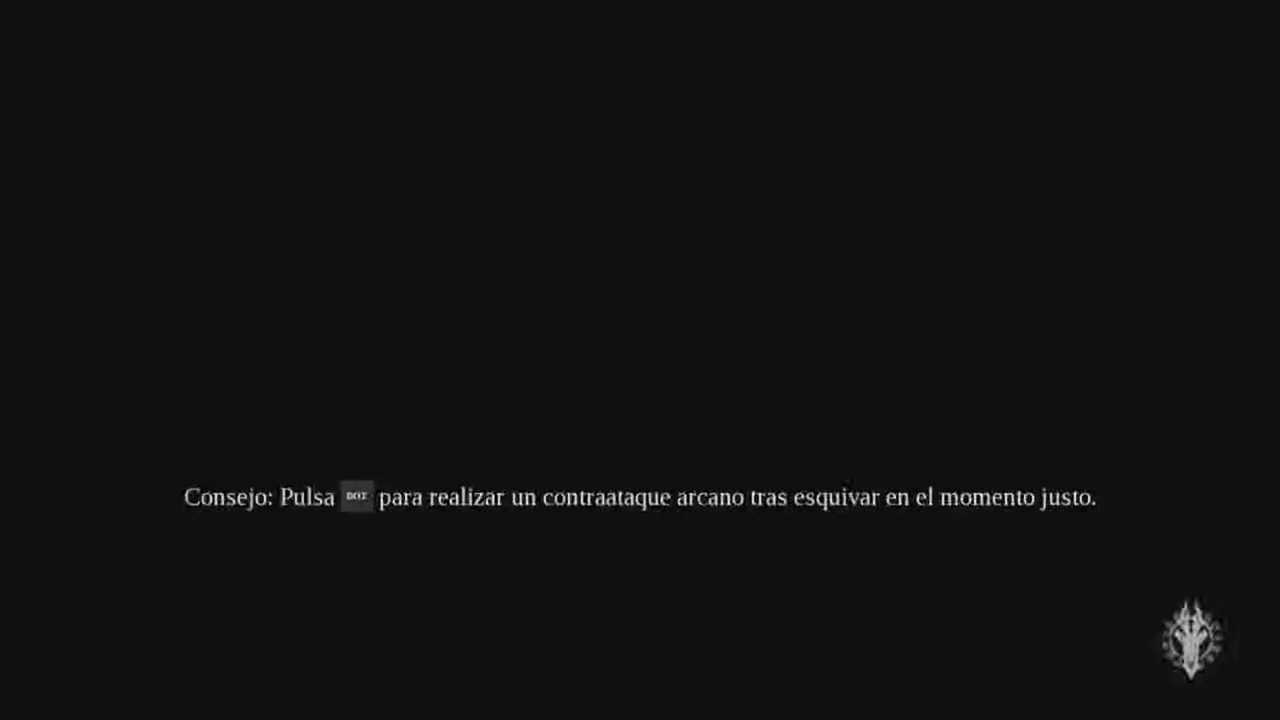 Consejo: Pulsa para realizar un contraataque arcano tras esquivar en el momento justo.